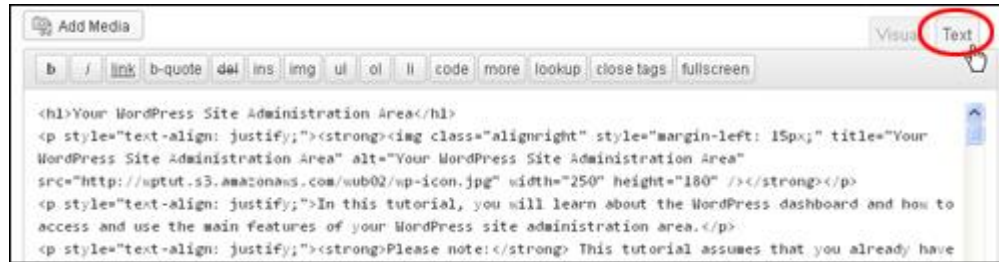 Add Media
Visual Text
b i link b-quote del ins img ul ol li code more lookup close tags fullscreen
<h1>Your WordPress Site Administration Area</h1>
<p style="text-align: justify;"><strong><img class="alignright" style="margin-left: 15px;" title="Your
WordPress Site Administration Area" alt="Your WordPress Site Administration Area"
src="http://wptut.s3.amazonaws.com/wub02/wp-icon.jpg" width="250" height="180" /></strong></p>
<p style="text-align: justify;">In this tutorial, you will learn about the WordPress dashboard and how to
access and use the main features of your WordPress site administration area.</p>
<p style="text-align: justify;"><strong>Please note:</strong> This tutorial assumes that you already have